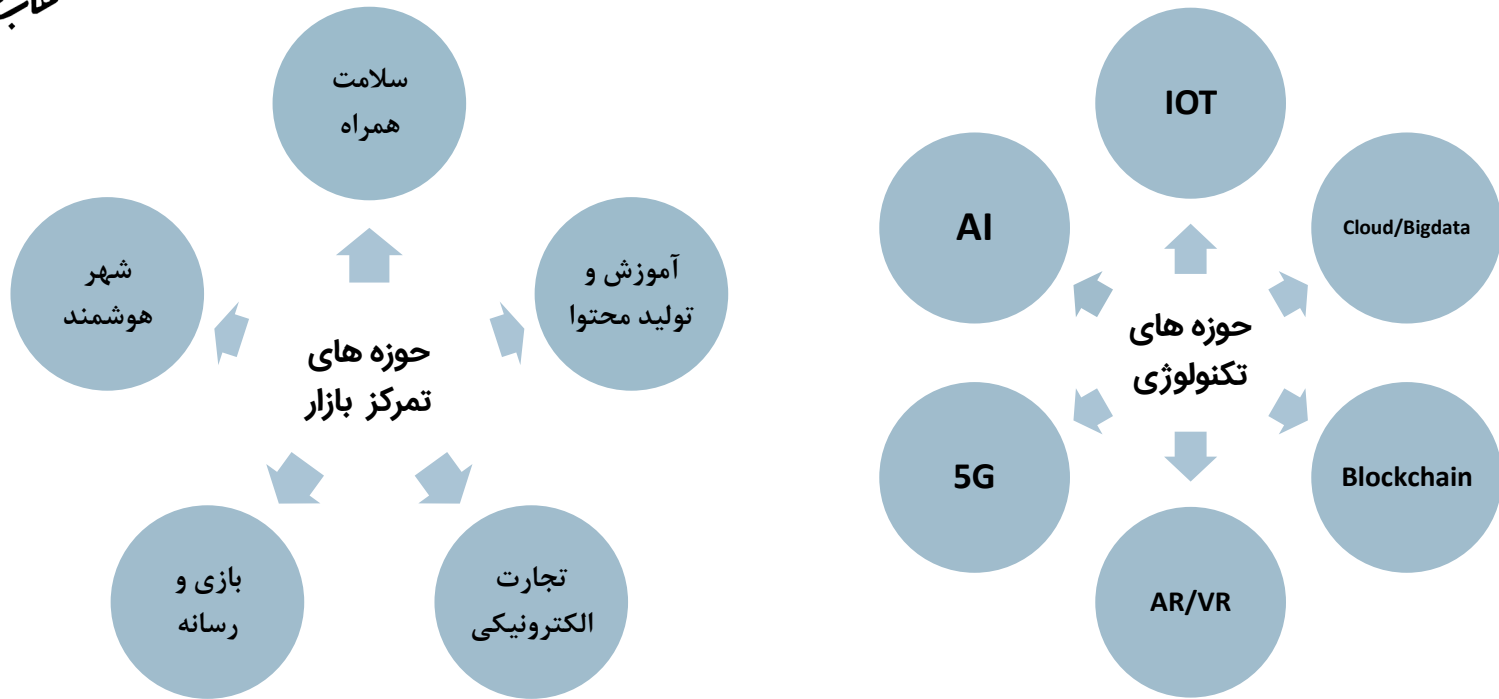 سلامت
همراه
آموزش و
تولید محتوا
تجارت
الکترونیکی
بازی و
رسانه
شهر
هوشمند
حوزه های
تمرکز بازار
IOT
Cloud/Bigdata
Blockchain
AR/VR
5G
AI
حوزه های
تکنولوژی